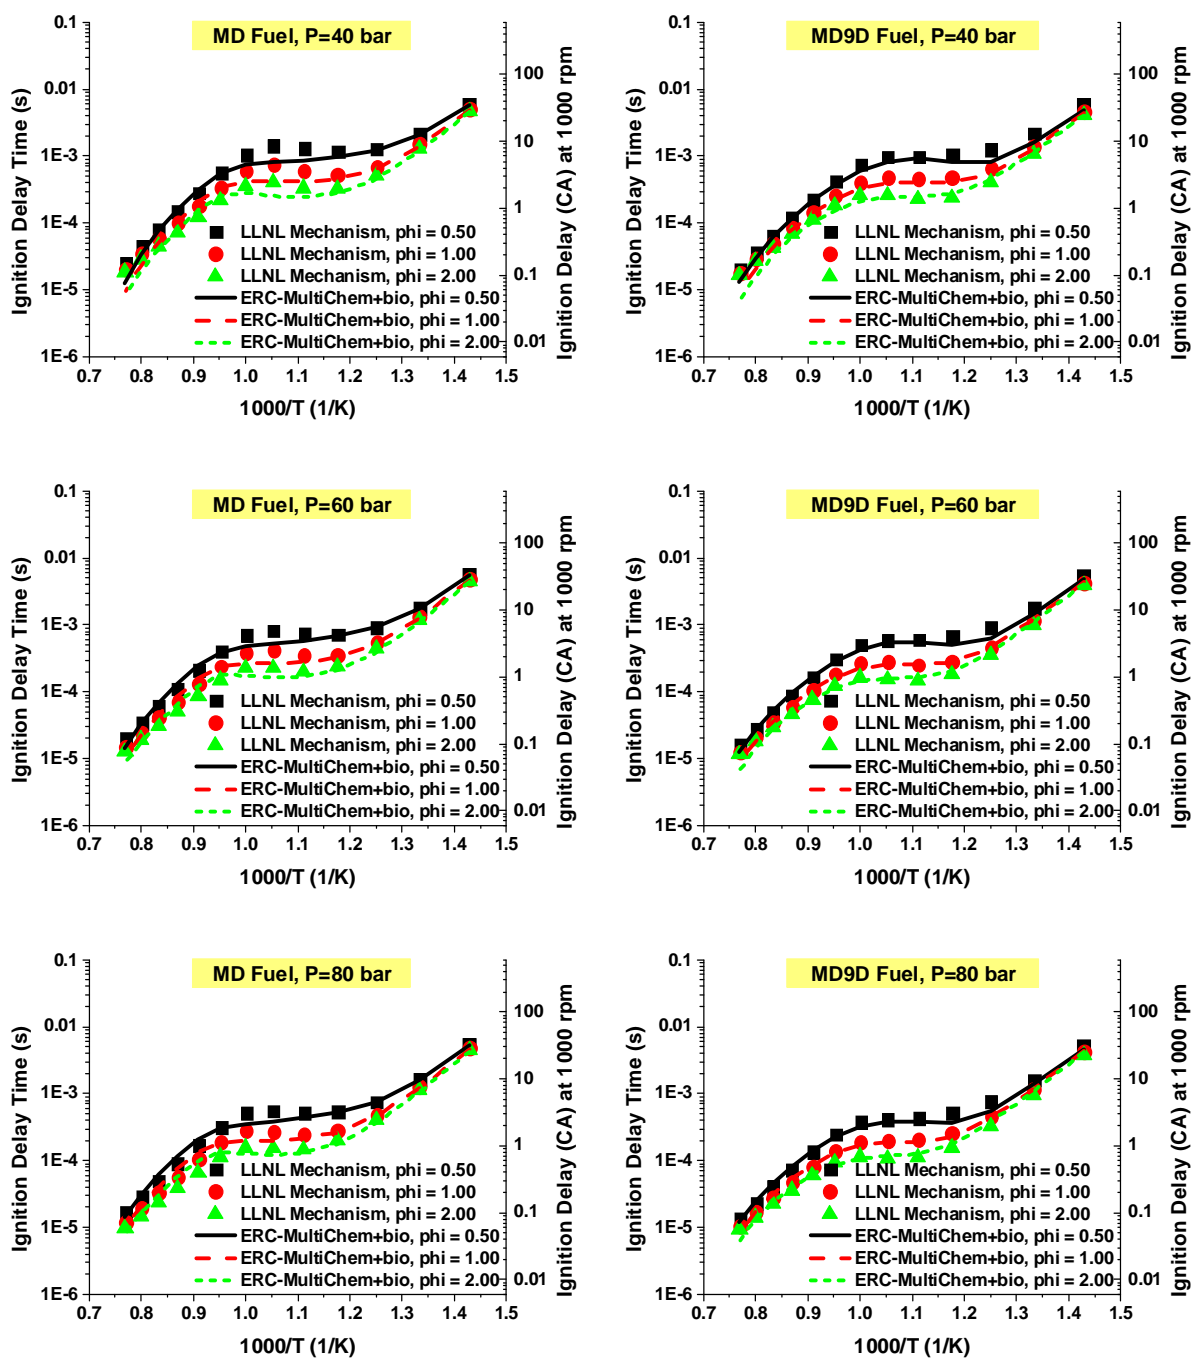 MD Fuel, P=40 bar
Ignition Delay Time (s)
0.1
0.01
1E-3
1E-4
1E-5
1E-6
LLNL Mechanism, phi = 0.50
LLNL Mechanism, phi = 1.00
LLNL Mechanism, phi = 2.00
ERC-MultiChem+bio, phi = 0.50
ERC-MultiChem+bio, phi = 1.00
ERC-MultiChem+bio, phi = 2.00
100
10
1
0.1
0.01
Ignition Delay (CA) at 1000 rpm
0.7 0.8 0.9 1.0 1.1 1.2 1.3 1.4 1.5
1000/T (1/K)
MD9D Fuel, P=40 bar
Ignition Delay Time (s)
0.1
0.01
1E-3
1E-4
1E-5
1E-6
LLNL Mechanism, phi = 0.50
LLNL Mechanism, phi = 1.00
LLNL Mechanism, phi = 2.00
ERC-MultiChem+bio, phi = 0.50
ERC-MultiChem+bio, phi = 1.00
ERC-MultiChem+bio, phi = 2.00
100
10
1
0.1
0.01
Ignition Delay (CA) at 1000 rpm
0.7 0.8 0.9 1.0 1.1 1.2 1.3 1.4 1.5
1000/T (1/K)
MD Fuel, P=60 bar
Ignition Delay Time (s)
0.1
0.01
1E-3
1E-4
1E-5
1E-6
LLNL Mechanism, phi = 0.50
LLNL Mechanism, phi = 1.00
LLNL Mechanism, phi = 2.00
ERC-MultiChem+bio, phi = 0.50
ERC-MultiChem+bio, phi = 1.00
ERC-MultiChem+bio, phi = 2.00
100
10
1
0.1
0.01
Ignition Delay (CA) at 1000 rpm
0.7 0.8 0.9 1.0 1.1 1.2 1.3 1.4 1.5
1000/T (1/K)
MD9D Fuel, P=60 bar
Ignition Delay Time (s)
0.1
0.01
1E-3
1E-4
1E-5
1E-6
LLNL Mechanism, phi = 0.50
LLNL Mechanism, phi = 1.00
LLNL Mechanism, phi = 2.00
ERC-MultiChem+bio, phi = 0.50
ERC-MultiChem+bio, phi = 1.00
ERC-MultiChem+bio, phi = 2.00
100
10
1
0.1
0.01
Ignition Delay (CA) at 1000 rpm
0.7 0.8 0.9 1.0 1.1 1.2 1.3 1.4 1.5
1000/T (1/K)
MD Fuel, P=80 bar
Ignition Delay Time (s)
0.1
0.01
1E-3
1E-4
1E-5
1E-6
LLNL Mechanism, phi = 0.50
LLNL Mechanism, phi = 1.00
LLNL Mechanism, phi = 2.00
ERC-MultiChem+bio, phi = 0.50
ERC-MultiChem+bio, phi = 1.00
ERC-MultiChem+bio, phi = 2.00
100
10
1
0.1
0.01
Ignition Delay (CA) at 1000 rpm
0.7 0.8 0.9 1.0 1.1 1.2 1.3 1.4 1.5
1000/T (1/K)
MD9D Fuel, P=80 bar
Ignition Delay Time (s)
0.1
0.01
1E-3
1E-4
1E-5
1E-6
LLNL Mechanism, phi = 0.50
LLNL Mechanism, phi = 1.00
LLNL Mechanism, phi = 2.00
ERC-MultiChem+bio, phi = 0.50
ERC-MultiChem+bio, phi = 1.00
ERC-MultiChem+bio, phi = 2.00
100
10
1
0.1
0.01
Ignition Delay (CA) at 1000 rpm
0.7 0.8 0.9 1.0 1.1 1.2 1.3 1.4 1.5
1000/T (1/K)